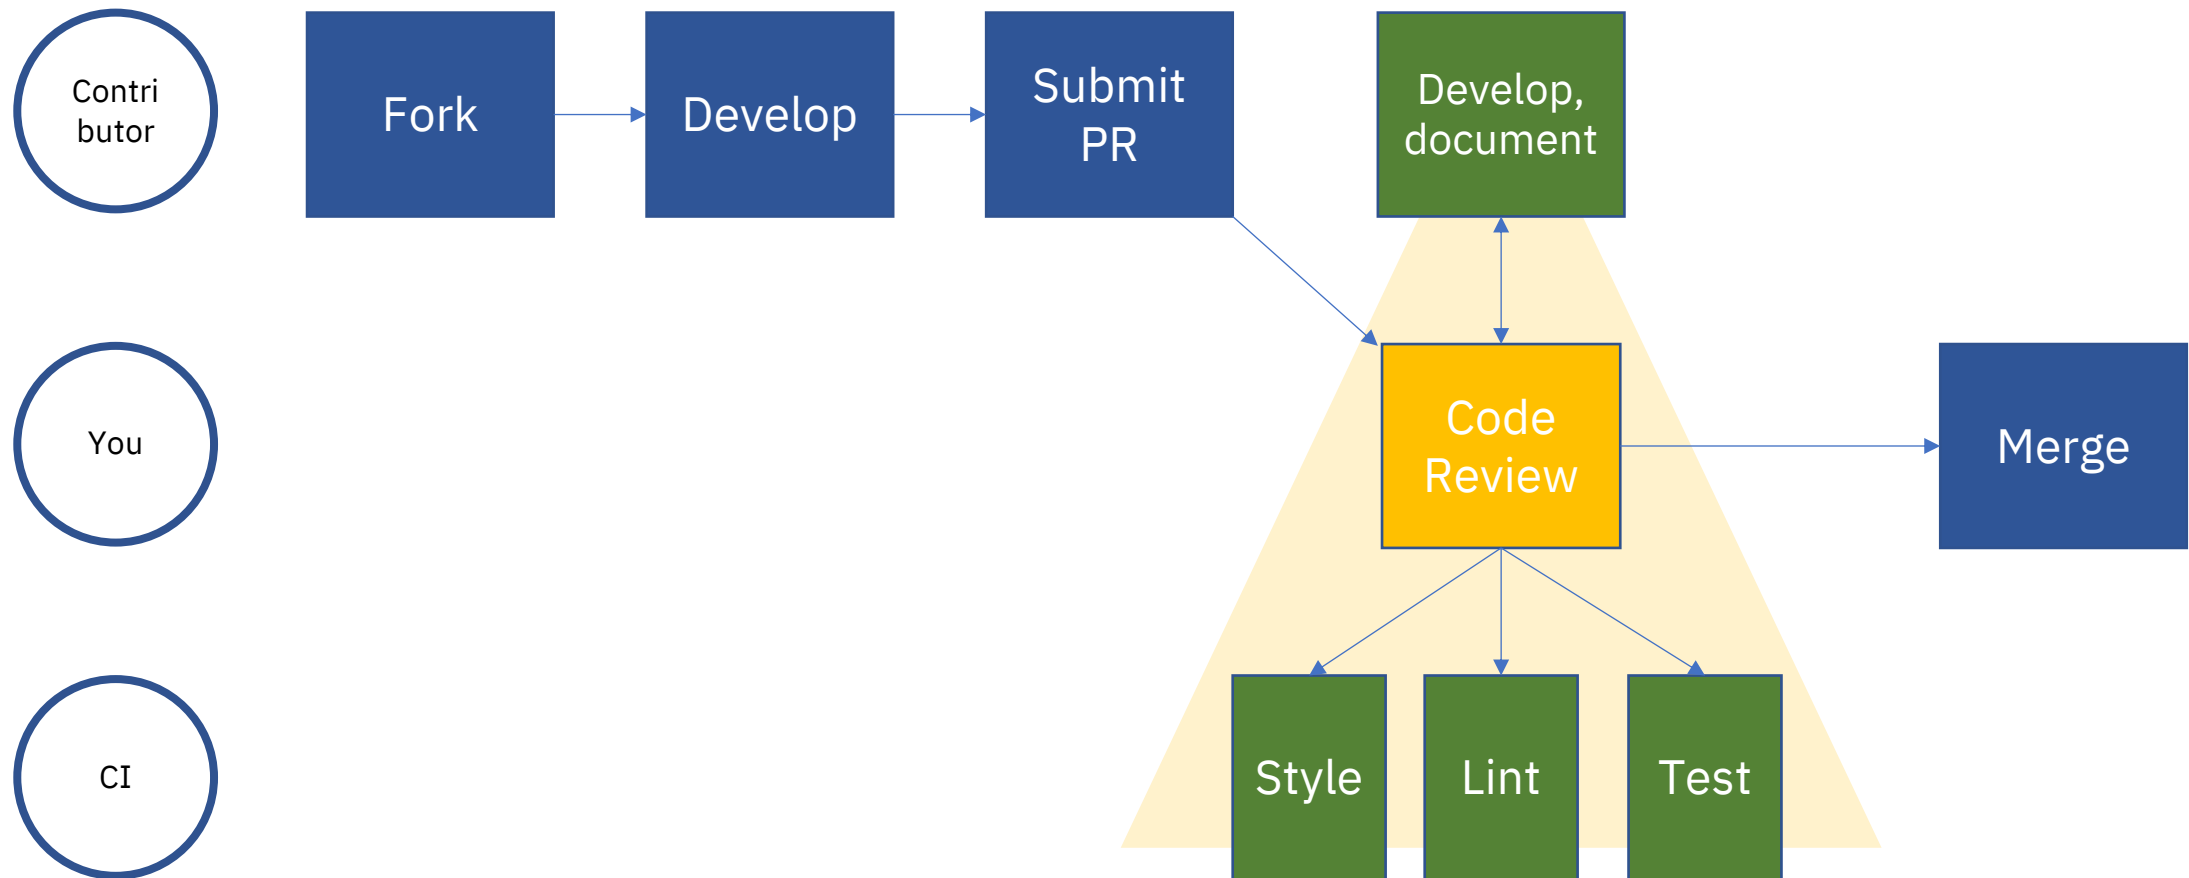 Contri
butor
Fork
Develop
Submit
PR
Develop,
document
You
Code
Review
Merge
CI
Style
Lint
Test